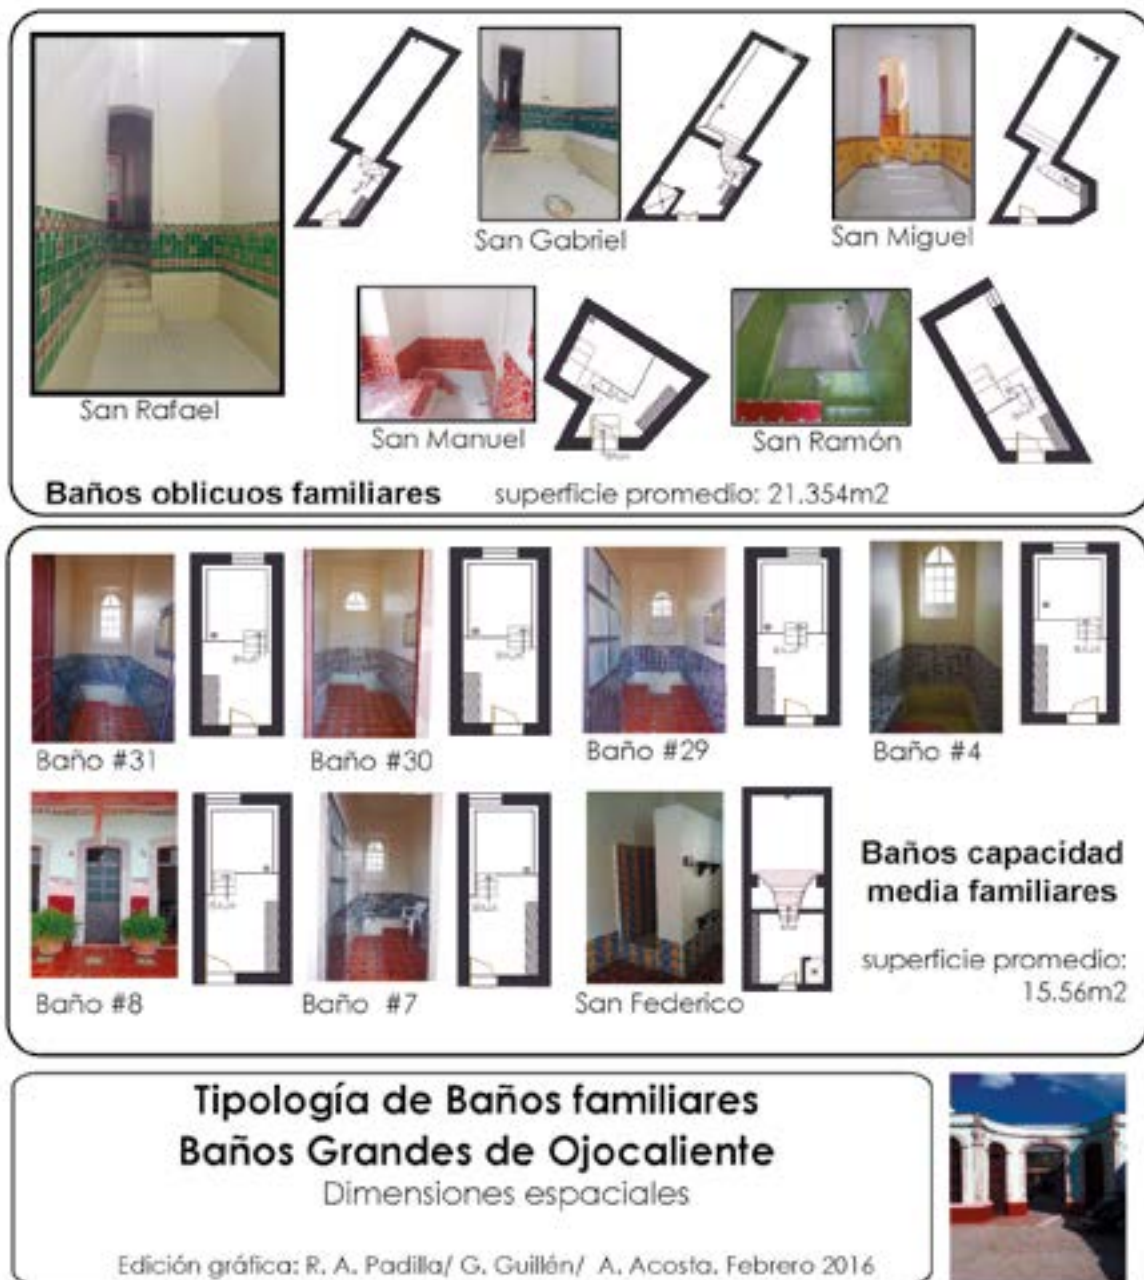 San Rafael
San Gabriel
San Miguel
San Manuel
San Ramón
Baños oblicuos familiares
superficie promedio: 21.354m2
Baño #31
Baño #30
Baño #29
Baño #4
Baño #8
Baño #7
San Federico
Baños capacidad
media familiares
superficie promedio:
15.56m2
Tipología de Baños familiares
Baños Grandes de Ojocaliente
Dimensiones espaciales
Edición gráfica: R. A. Padilla/ G. Guillén/ A. Acosta. Febrero 2016